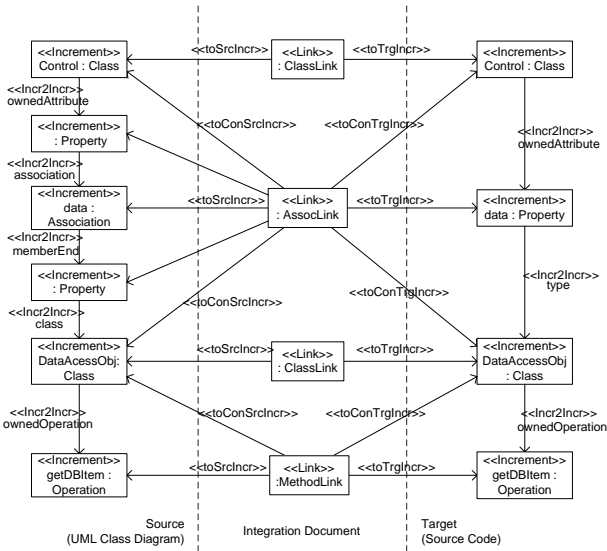 <<Increment>>
Control : Class
<<toSrcIncr>>
<<Link>>
: ClassLink
<<toTrgIncr>>
<<Increment>>
Control : Class
<<Incr2Incr>>
ownedAttribute
<<toConSrcIncr>>
<<toConTrgIncr>>
<<Incr2Incr>>
ownedAttribute
<<Increment>>
: Property
<<Incr2Incr>>
association
<<Increment>>
data :
Association
<<toSrcIncr>>
<<Link>>
: AssocLink
<<toTrgIncr>>
<<Increment>>
data : Property
<<Incr2Incr>>
memberEnd
<<Increment>>
: Property
<<Incr2Incr>>
type
<<toConSrcIncr>>
<<toConTrgIncr>>
<<Incr2Incr>>
class
<<Increment>>
DataAcessObj:
Class
<<toSrcIncr>>
<<Link>>
: ClassLink
<<toTrgIncr>>
<<Increment>>
DataAccessObj
: Class
<<Incr2Incr>>
ownedOperation
<<toConSrcIncr>>
<<toConTrgIncr>>
<<Incr2Incr>>
ownedOperation
<<Increment>>
getDBItem :
Operation
<<toSrcIncr>>
<<Link>>
:MethodLink
<<toTrgIncr>>
<<Increment>>
getDBItem :
Operation
Source
(UML Class Diagram)
Integration Document
Target
(Source Code)